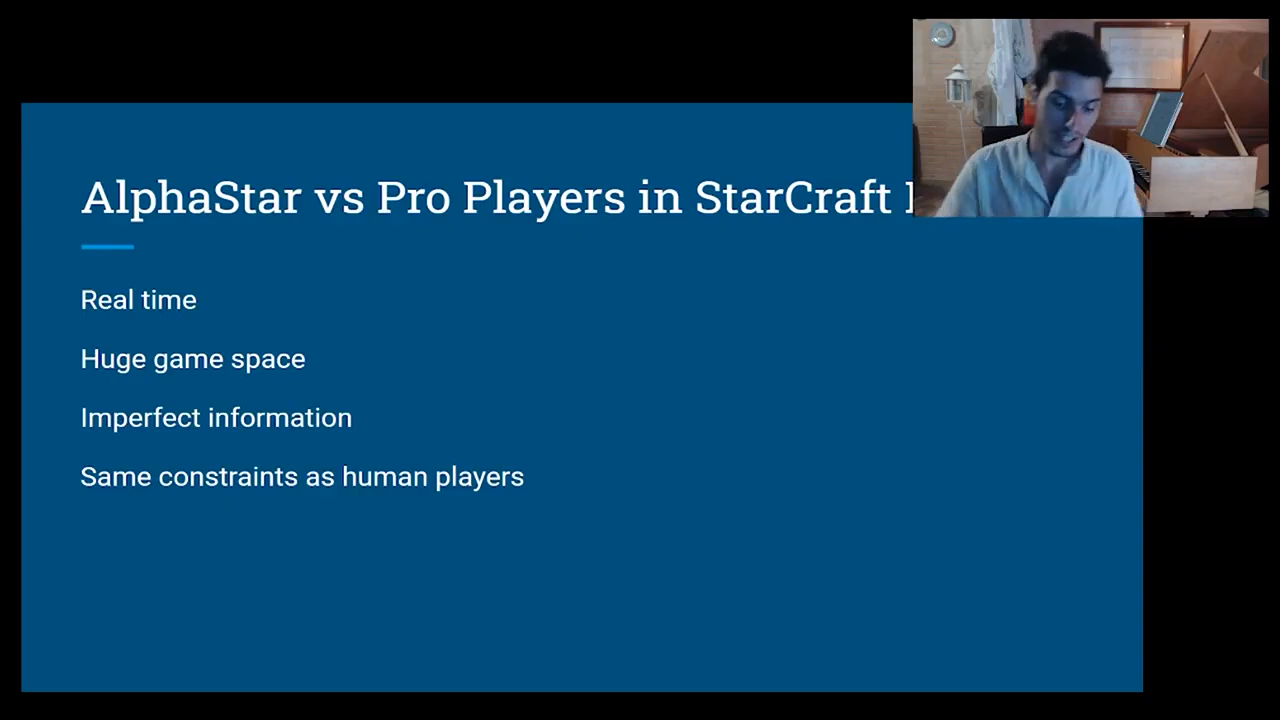 AlphaStar vs Pro Players in StarCraft
Real time
Huge game space
Imperfect information
Same constraints as human players